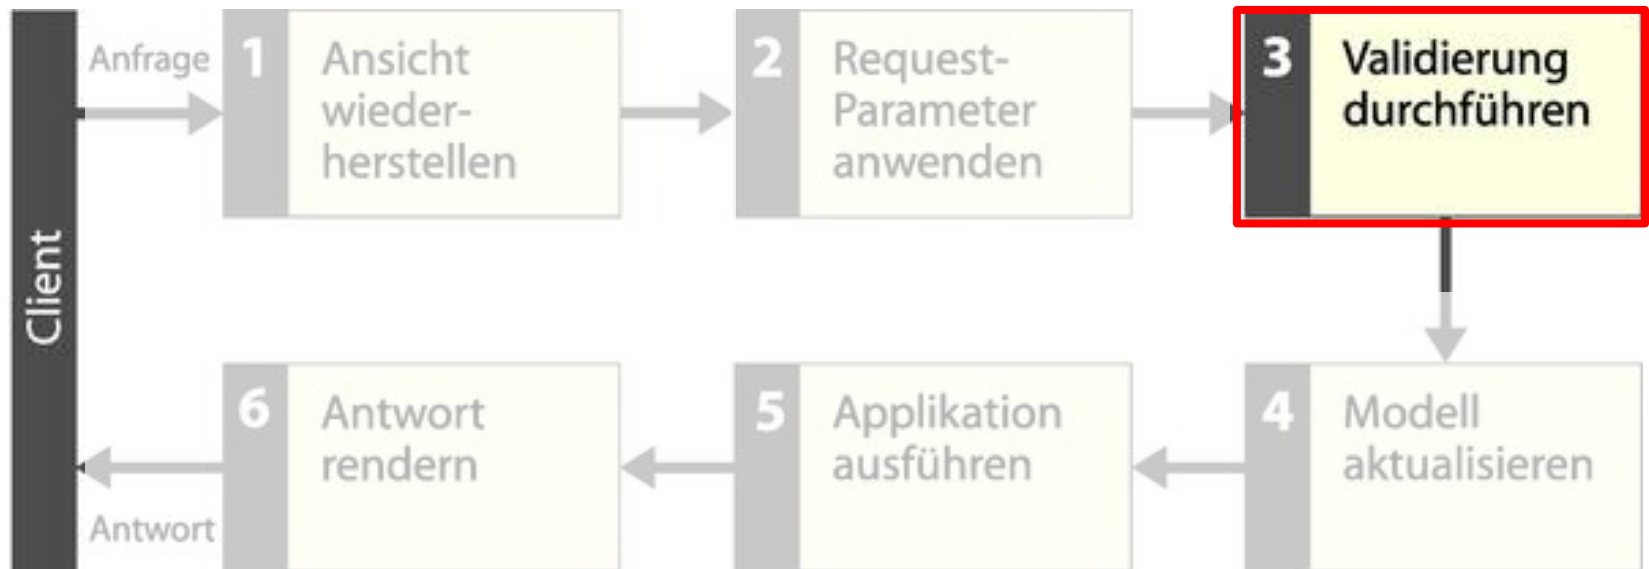 Client
Anfrage
1
Ansicht
wieder-
herstellen
2
Request-
Parameter
anwenden
3
Validierung
durchführen
4
Modell
aktualisieren
5
Applikation
ausführen
6
Antwort
rendern
Antwort